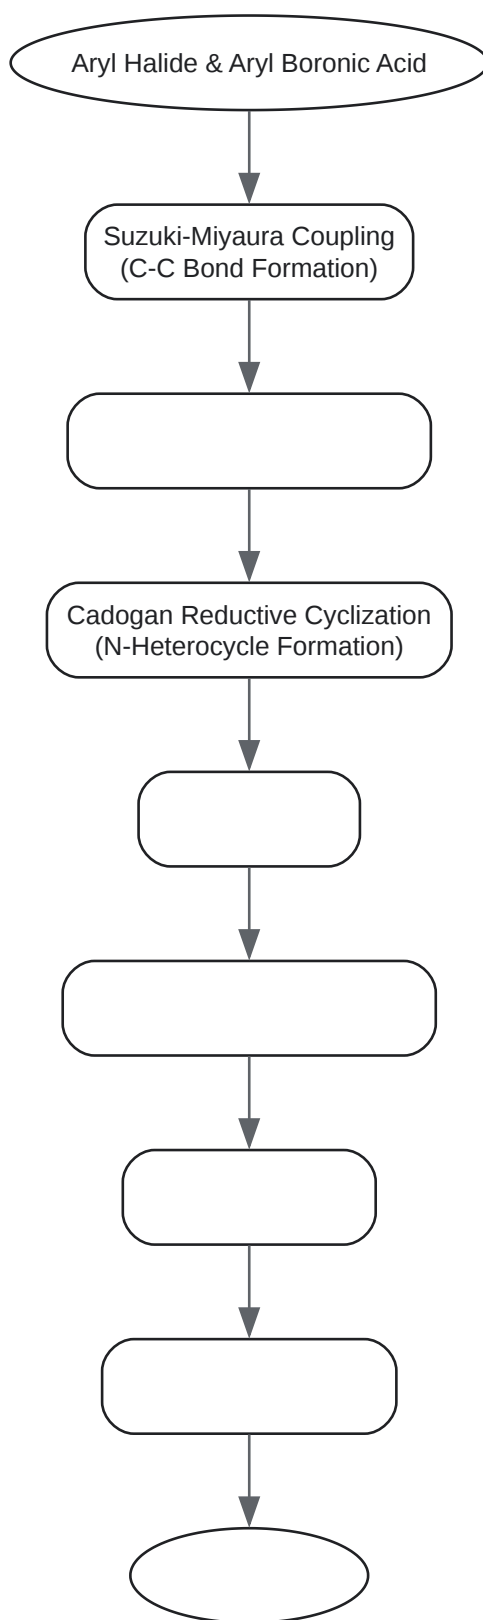 Aryl Halide & Aryl Boronic Acid
Suzuki-Miyaura Coupling
(C-C Bond Formation)
Cadogan Reductive Cyclization
(N-Heterocycle Formation)